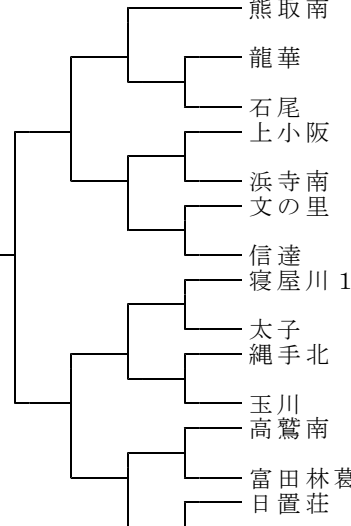 熊取南
龍華
石尾
上小阪
浜寺南
文の里
信達
寝屋川1
太子
縄手北
玉川
高鷲南
富田林葛
日置荘